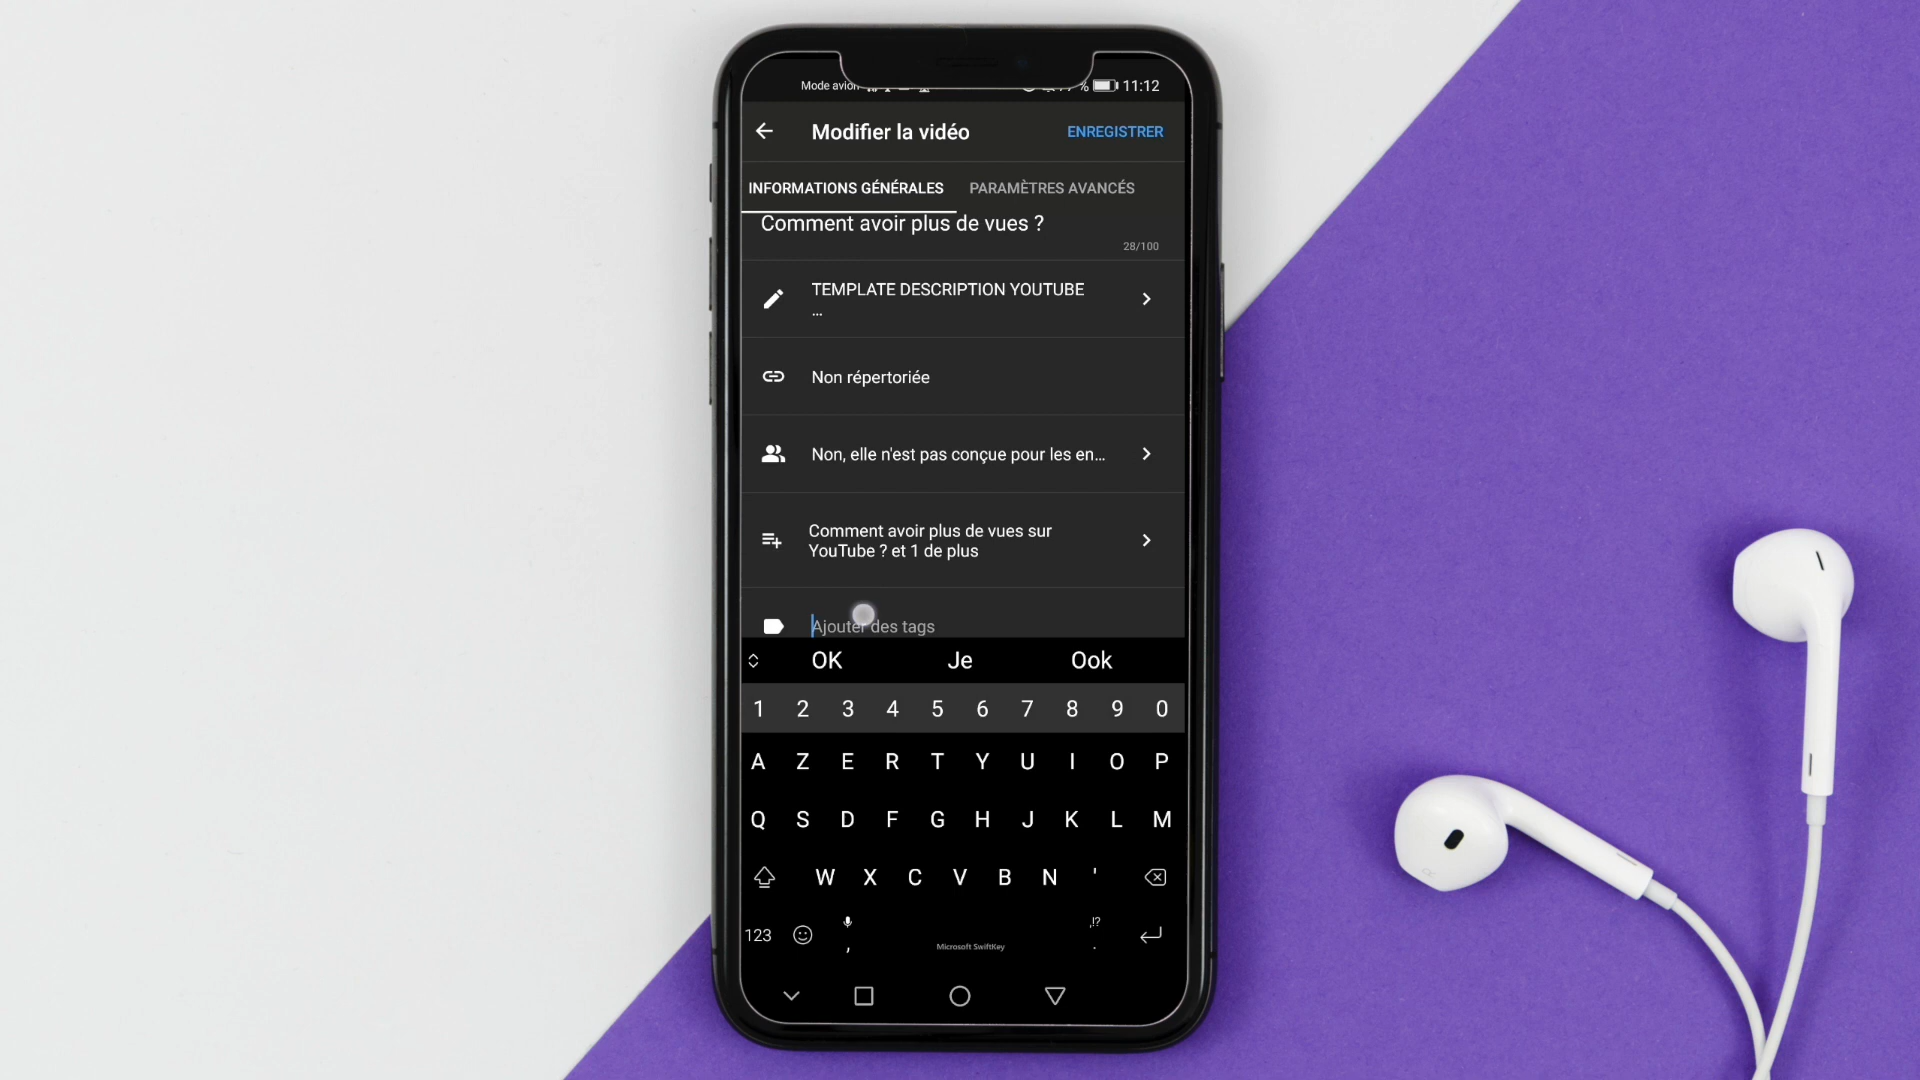 Mode avion
% 11:12
Modifier la vidéo
ENREGISTRER
INFORMATIONS GÉNÉRALES
PARAMÈTRES AVANCÉS
Comment avoir plus de vues ?
28/100
TEMPLATE DESCRIPTION YOUTUBE
...
Non répertoriée
Non, elle n'est pas conçue pour les en...
Comment avoir plus de vues sur
YouTube ? et 1 de plus
Ajouter des tags
OK Je Ook
1 2 3 4 5 6 7 8 9 0
A Z E R T Y U I O P
Q S D F G H J K L M
W X C V B N '
123 , Microsoft SwiftKey ,!? .